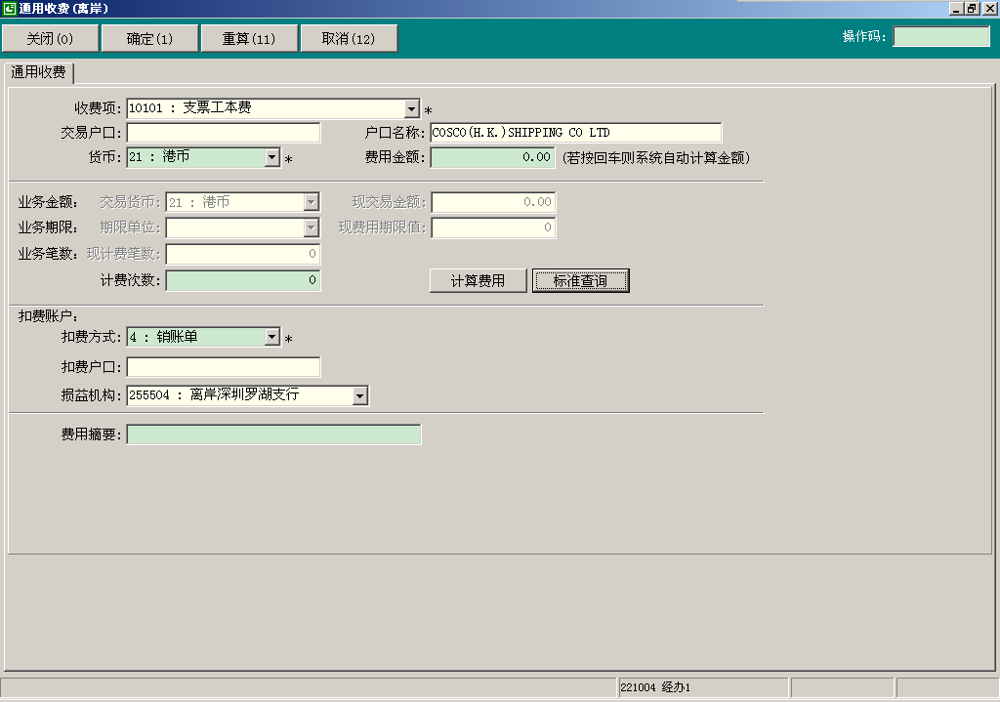 通用收费(离岸)
关闭(0) 确定(1) 重算(11) 取消(12) 操作码:
通用收费
收费项: 10101 : 支票工本费 *
交易户口: 户口名称: COSCO(H.K.)SHIPPING CO LTD
货币: 21 : 港币 * 费用金额: 0.00 (若按回车则系统自动计算金额)
业务金额: 交易货币: 21 : 港币 现交易金额: 0.00
业务期限: 期限单位: 现费用期限值: 0
业务笔数: 现计费笔数: 0
计费次数: 0 计算费用 标准查询
扣费账户:
扣费方式: 4 : 销账单 *
扣费户口:
损益机构: 255504 : 离岸深圳罗湖支行
费用摘要:
221004 经办1